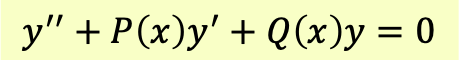 y'' + P(x)y' + Q(x)y = 0